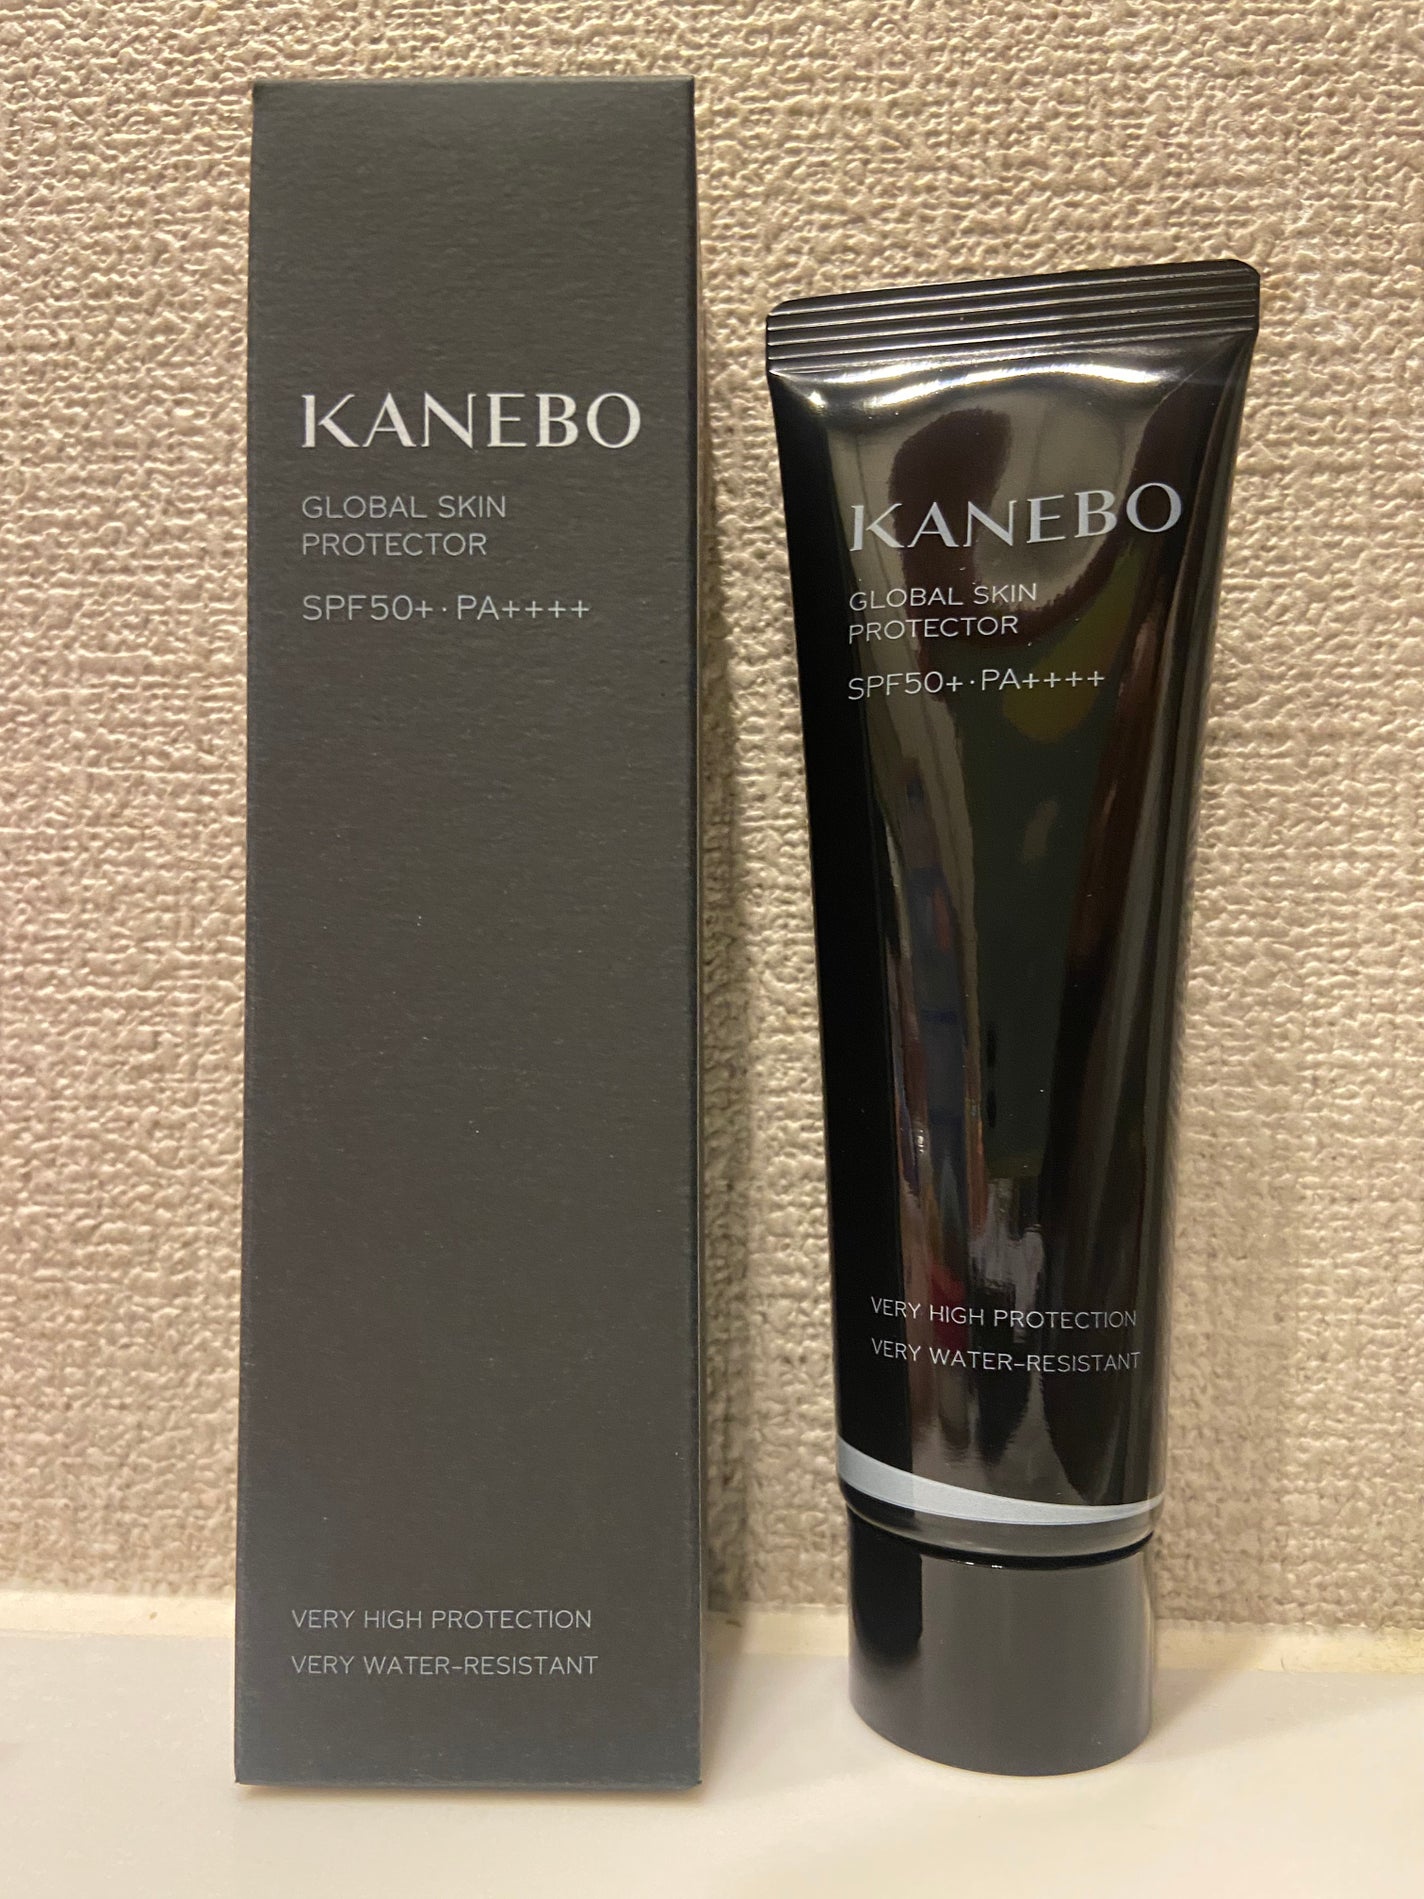 KANEBO
GLOBAL SKIN
PROTECTOR
SPF50+・PA++++
VERY HIGH PROTECTION
VERY WATER-RESISTANT
KANEBO
GLOBAL SKIN
PROTECTOR
SPF50+・PA++++
VERY HIGH PROTECTION
VERY WATER-RESISTANT